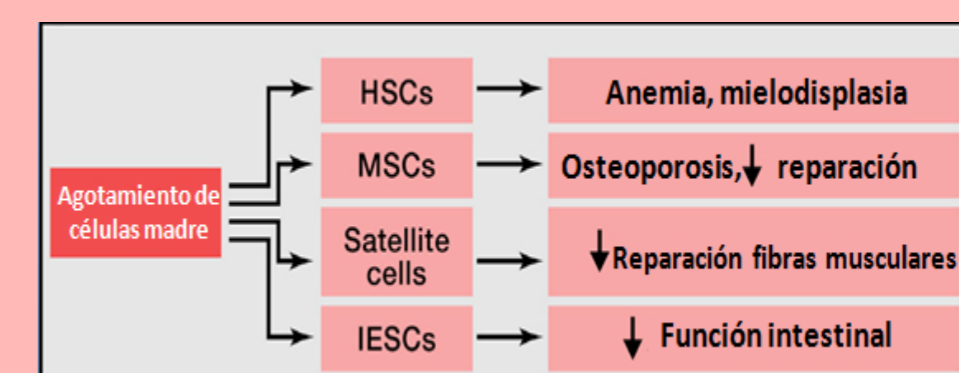 Agotamiento de
células madre
HSCs
Anemia, mielodisplasia
MSCs
Osteoporosis,↓ reparación
Satellite
cells
↓Reparación fibras musculares
IESCs
↓ Función intestinal